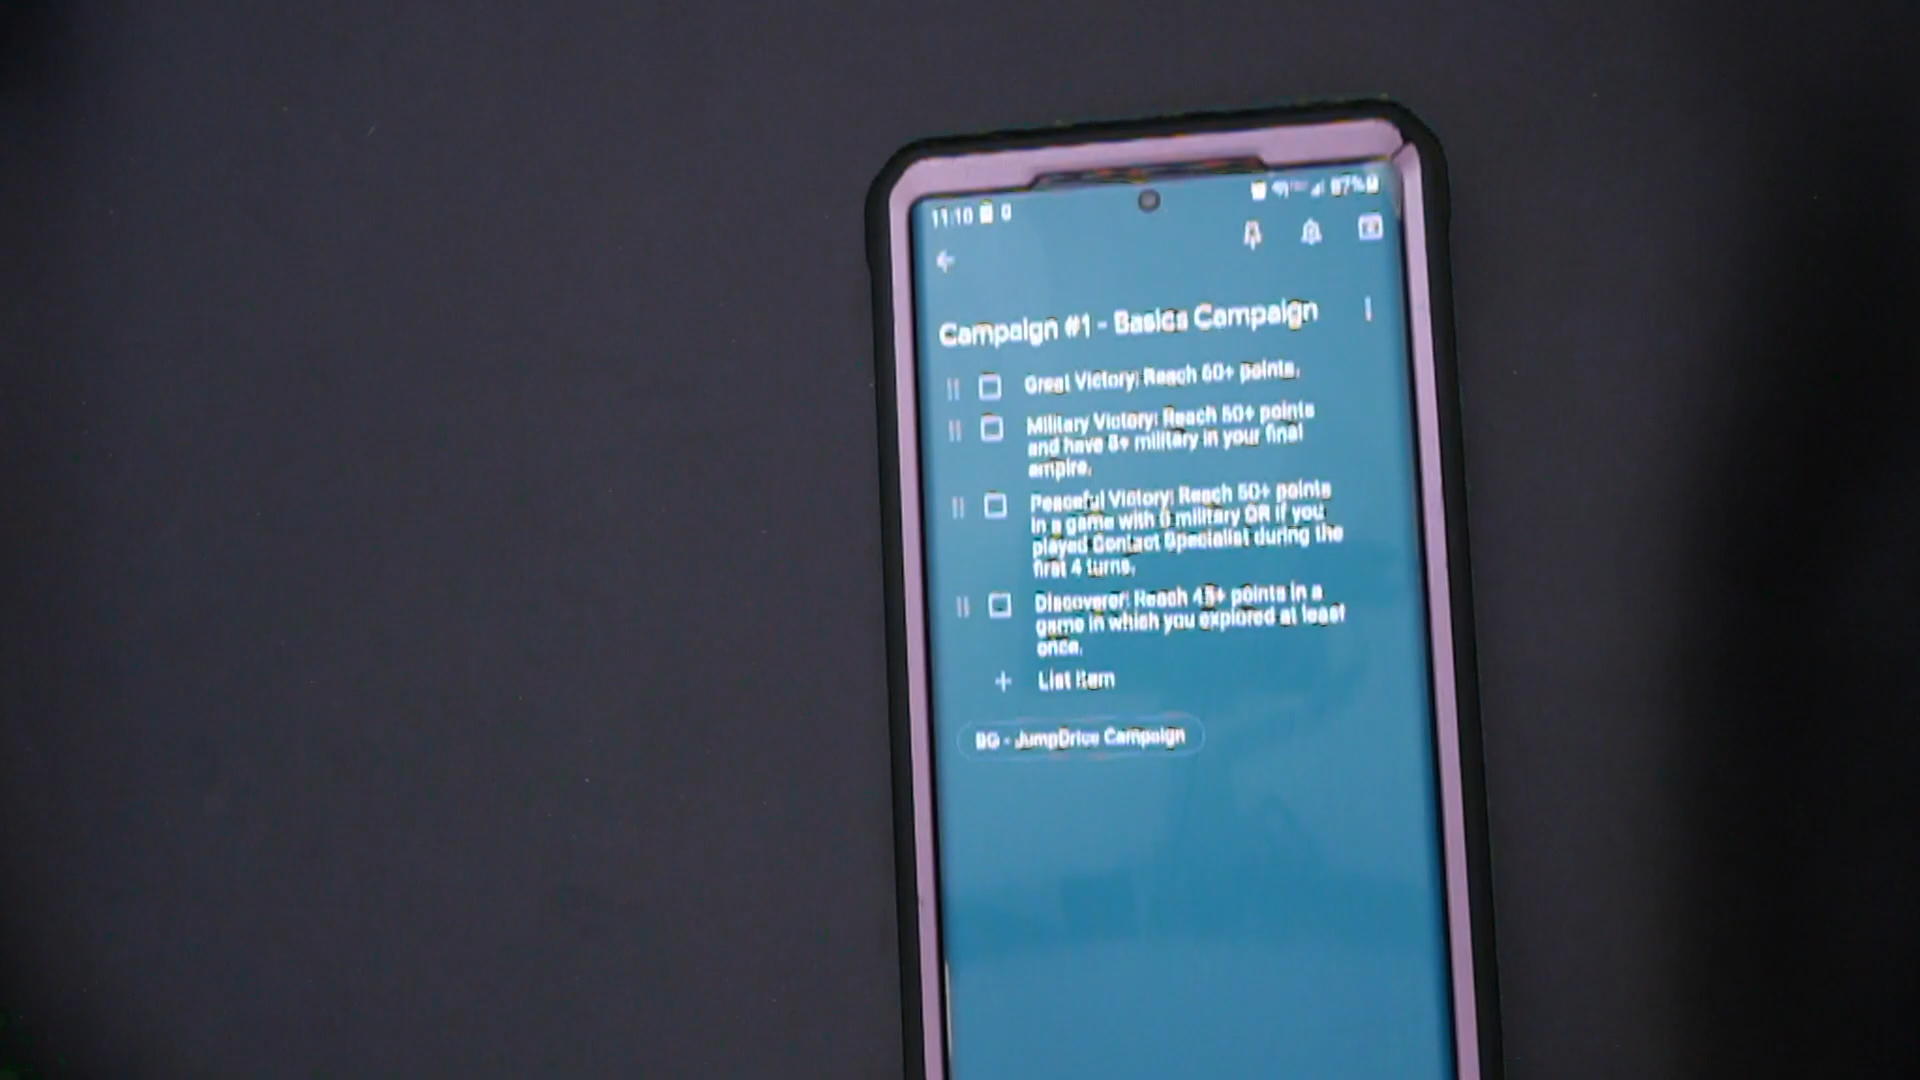 11:10
87%
Campaign #1 - Basics Campaign
Great Victory: Reach 60+ points.
Military Victory: Reach 50+ points
and have 8+ military in your final
empire.
Peaceful Victory: Reach 50+ points
in a game with 0 military OR if you
played Contact Specialist during the
first 4 turns.
Discoverer: Reach 45+ points in a
game in which you explored at least
once.
+ List item
BG - JumpDrive Campaign